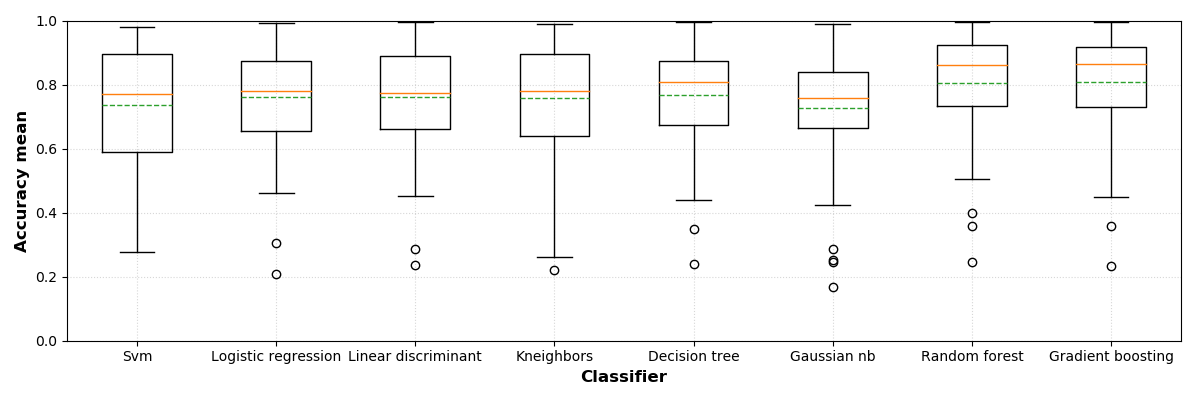 Accuracy mean
1.0
0.8
0.6
0.4
0.2
0.0
Svm Logistic regression Linear discriminant Kneighbors Decision tree Gaussian nb Random forest Gradient boosting
Classifier